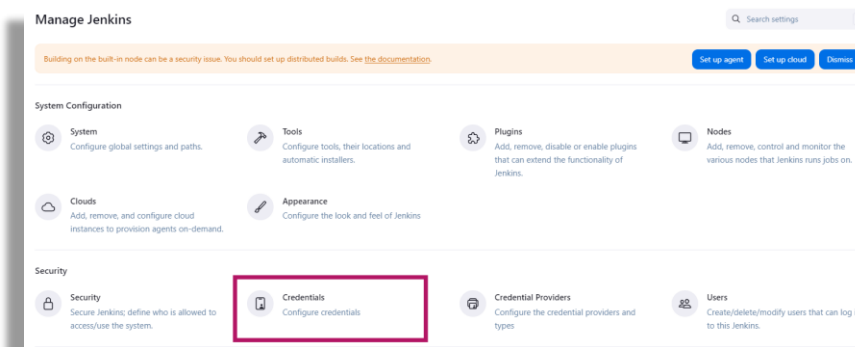 Manage Jenkins
Search settings
Building on the built-in node can be a security issue. You should set up distributed builds. See the documentation.
Set up agent
Set up cloud
Dismiss
System Configuration
System
Configure global settings and paths.
Tools
Configure tools, their locations and
automatic installers.
Plugins
Add, remove, disable or enable plugins
that can extend the functionality of
Jenkins.
Nodes
Add, remove, control and monitor the
various nodes that Jenkins runs jobs on.
Clouds
Add, remove, and configure cloud
instances to provision agents on-demand.
Appearance
Configure the look and feel of Jenkins
Security
Security
Secure Jenkins; define who is allowed to
access/use the system.
Credentials
Configure credentials
Credential Providers
Configure the credential providers and
types
Users
Create/delete/modify users that can log
to this Jenkins.